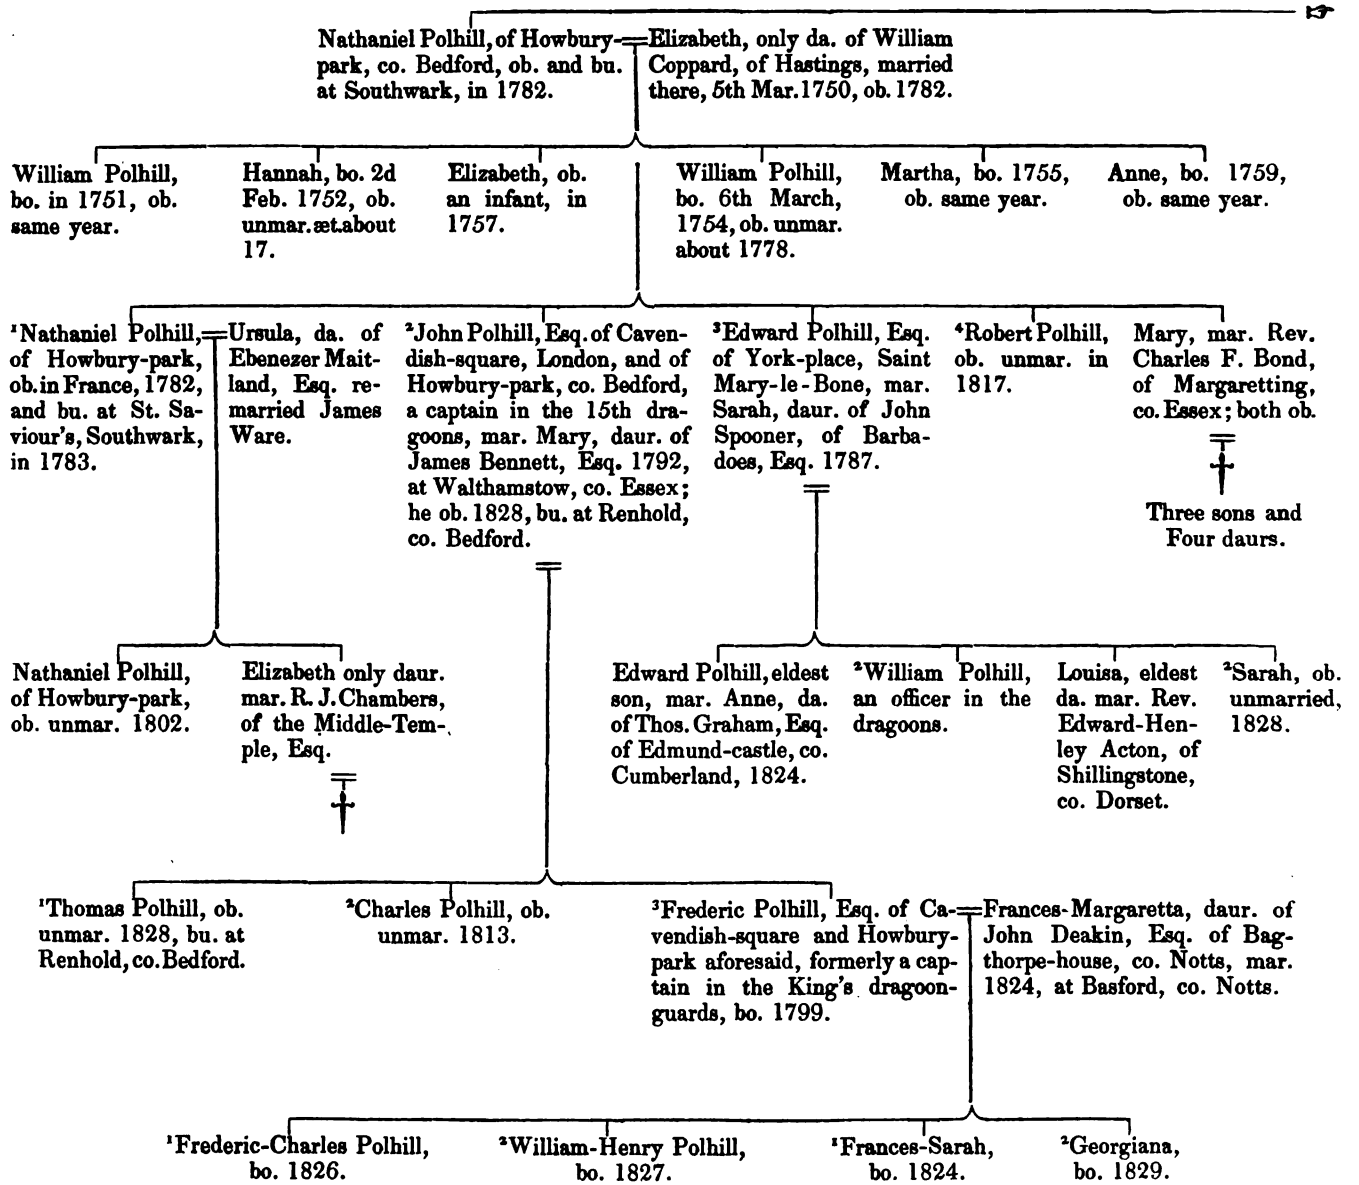 Nathaniel Polhill, of Howbury-
park, co. Bedford, ob. and bu.
at Southwark, in 1782.
Elizabeth, only da. of William
Coppard, of Hastings, married
there, 5th Mar. 1750, ob. 1782.
William Polhill,
bo. in 1751, ob.
same year.
Hannah, bo. 2d
Feb. 1752, ob.
unmar. æt. about
17.
Elizabeth, ob.
an infant, in
1757.
William Polhill,
bo. 6th March,
1754, ob. unmar.
about 1778.
Martha, bo. 1755,
ob. same year.
Anne, bo. 1759,
ob. same year.
¹Nathaniel Polhill,
of Howbury-park,
ob. in France, 1782,
and bu. at St. Sa-
viour's, Southwark,
in 1783.
Ursula, da. of
Ebenezer Mait-
land, Esq. re-
married James
Ware.
²John Polhill, Esq. of Caven-
dish-square, London, and of
Howbury-park, co. Bedford,
a captain in the 15th dra-
goons, mar. Mary, daur. of
James Bennett, Esq. 1792,
at Walthamstow, co. Essex;
he ob. 1828, bu. at Renhold,
co. Bedford.
³Edward Polhill, Esq.
of York-place, Saint
Mary-le-Bone, mar.
Sarah, daur. of John
Spooner, of Barba-
does, Esq. 1787.
⁴Robert Polhill,
ob. unmar. in
1817.
Mary, mar. Rev.
Charles F. Bond,
of Margaretting,
co. Essex; both ob.
Three sons and
Four daurs.
Nathaniel Polhill,
of Howbury-park,
ob. unmar. 1802.
Elizabeth only daur.
mar. R. J. Chambers,
of the Middle-Tem-
ple, Esq.
Edward Polhill, eldest
son, mar. Anne, da.
of Thos. Graham, Esq.
of Edmund-castle, co.
Cumberland, 1824.
²William Polhill,
an officer in the
dragoons.
Louisa, eldest
da. mar. Rev.
Edward-Hen-
ley Acton, of
Shillingstone,
co. Dorset.
²Sarah, ob.
unmarried,
1828.
¹Thomas Polhill, ob.
unmar. 1828, bu. at
Renhold, co. Bedford.
²Charles Polhill, ob.
unmar. 1813.
³Frederic Polhill, Esq. of Ca-
vendish-square and Howbury-
park aforesaid, formerly a cap-
tain in the King's dragoon-
guards, bo. 1799.
Frances-Margaretta, daur. of
John Deakin, Esq. of Bag-
thorpe-house, co. Notts, mar.
1824, at Basford, co. Notts.
¹Frederic-Charles Polhill,
bo. 1826.
²William-Henry Polhill,
bo. 1827.
¹Frances-Sarah,
bo. 1824.
²Georgiana,
bo. 1829.